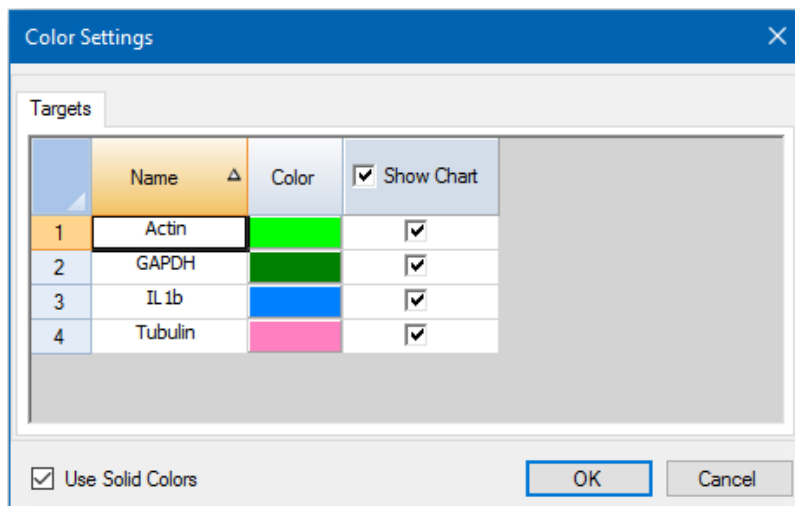 Color Settings
Targets
Name Color Show Chart
1 Actin
2 GAPDH
3 IL1b
4 Tubulin
Use Solid Colors OK Cancel